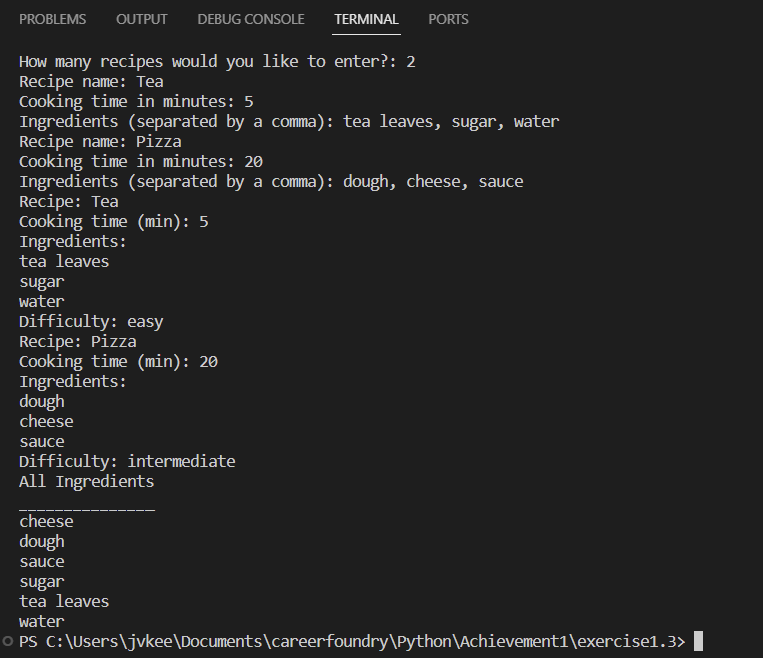 PROBLEMS OUTPUT DEBUG CONSOLE TERMINAL PORTS
How many recipes would you like to enter?: 2
Recipe name: Tea
Cooking time in minutes: 5
Ingredients (separated by a comma): tea leaves, sugar, water
Recipe name: Pizza
Cooking time in minutes: 20
Ingredients (separated by a comma): dough, cheese, sauce
Recipe: Tea
Cooking time (min): 5
Ingredients:
tea leaves
sugar
water
Difficulty: easy
Recipe: Pizza
Cooking time (min): 20
Ingredients:
dough
cheese
sauce
Difficulty: intermediate
All Ingredients
_______________
cheese
dough
sauce
sugar
tea leaves
water
PS C:\Users\jvkee\Documents\careerfoundry\Python\Achievement1\exercise1.3>